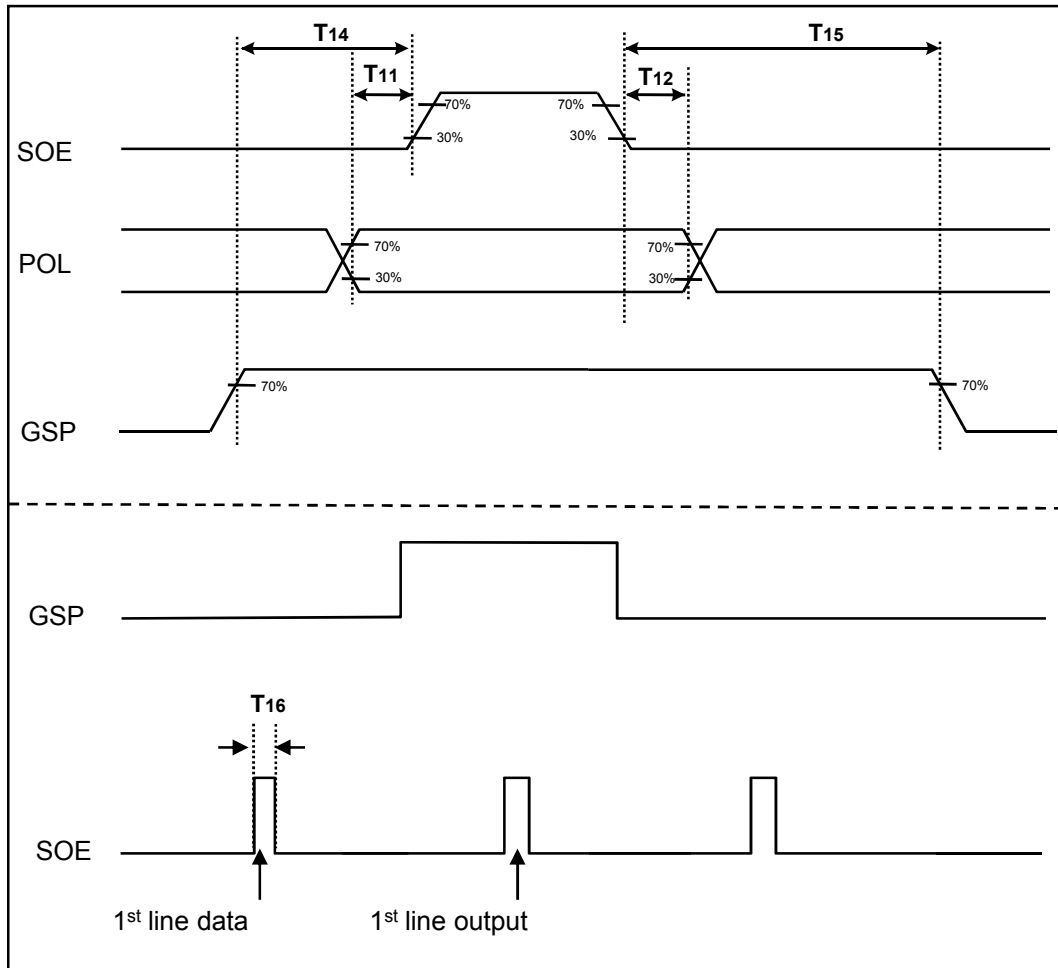 T14
T15
T11
T12
70%
70%
30%
30%
SOE
70%
70%
POL
30%
30%
70%
70%
GSP
GSP
T16
SOE
1st line data
1st line output